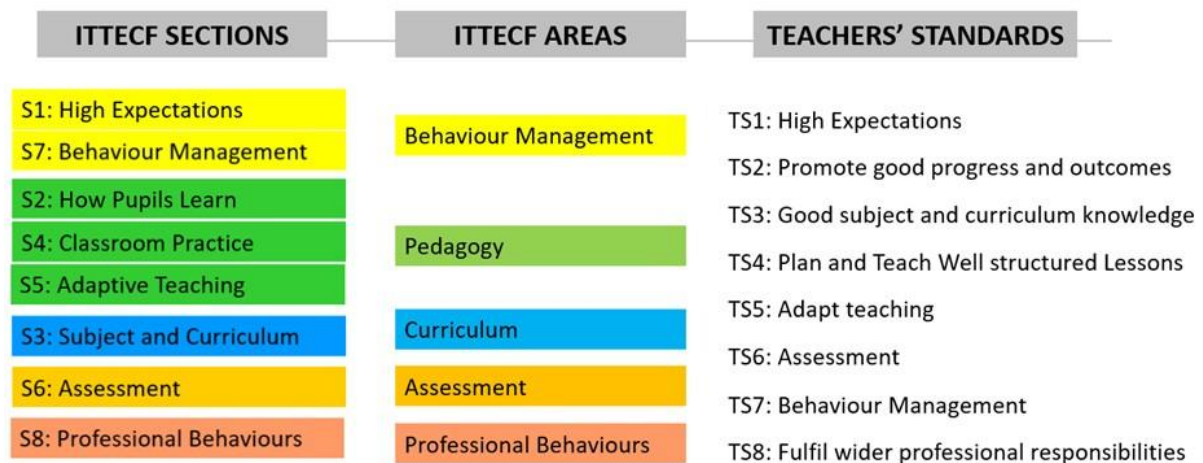 ITTECF SECTIONS
ITTECF AREAS
TEACHERS’ STANDARDS
S1: High Expectations
S7: Behaviour Management
S2: How Pupils Learn
S4: Classroom Practice
S5: Adaptive Teaching
S3: Subject and Curriculum
S6: Assessment
S8: Professional Behaviours
Behaviour Management
Pedagogy
Curriculum
Assessment
Professional Behaviours
TS1: High Expectations
TS2: Promote good progress and outcomes
TS3: Good subject and curriculum knowledge
TS4: Plan and Teach Well structured Lessons
TS5: Adapt teaching
TS6: Assessment
TS7: Behaviour Management
TS8: Fulfil wider professional responsibilities